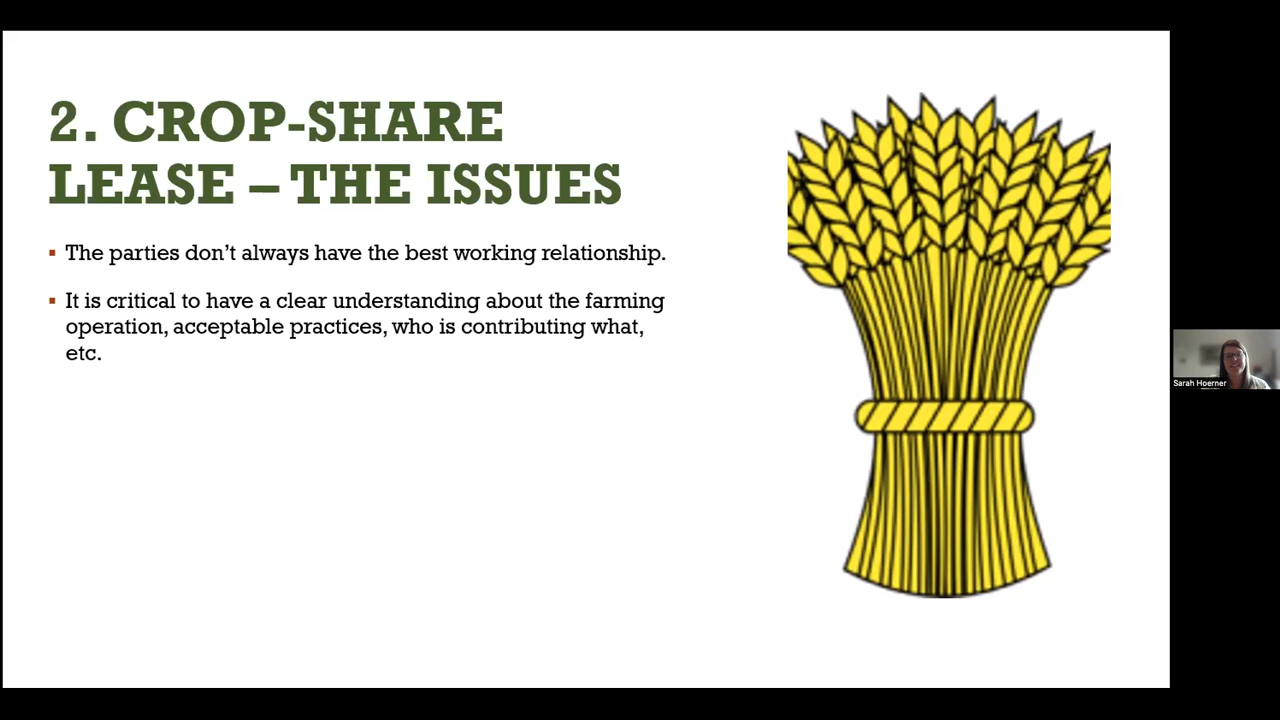 2. CROP-SHARE
LEASE – THE ISSUES
▪ The parties don’t always have the best working relationship.
▪ It is critical to have a clear understanding about the farming
operation, acceptable practices, who is contributing what,
etc.
Sarah Hoerner